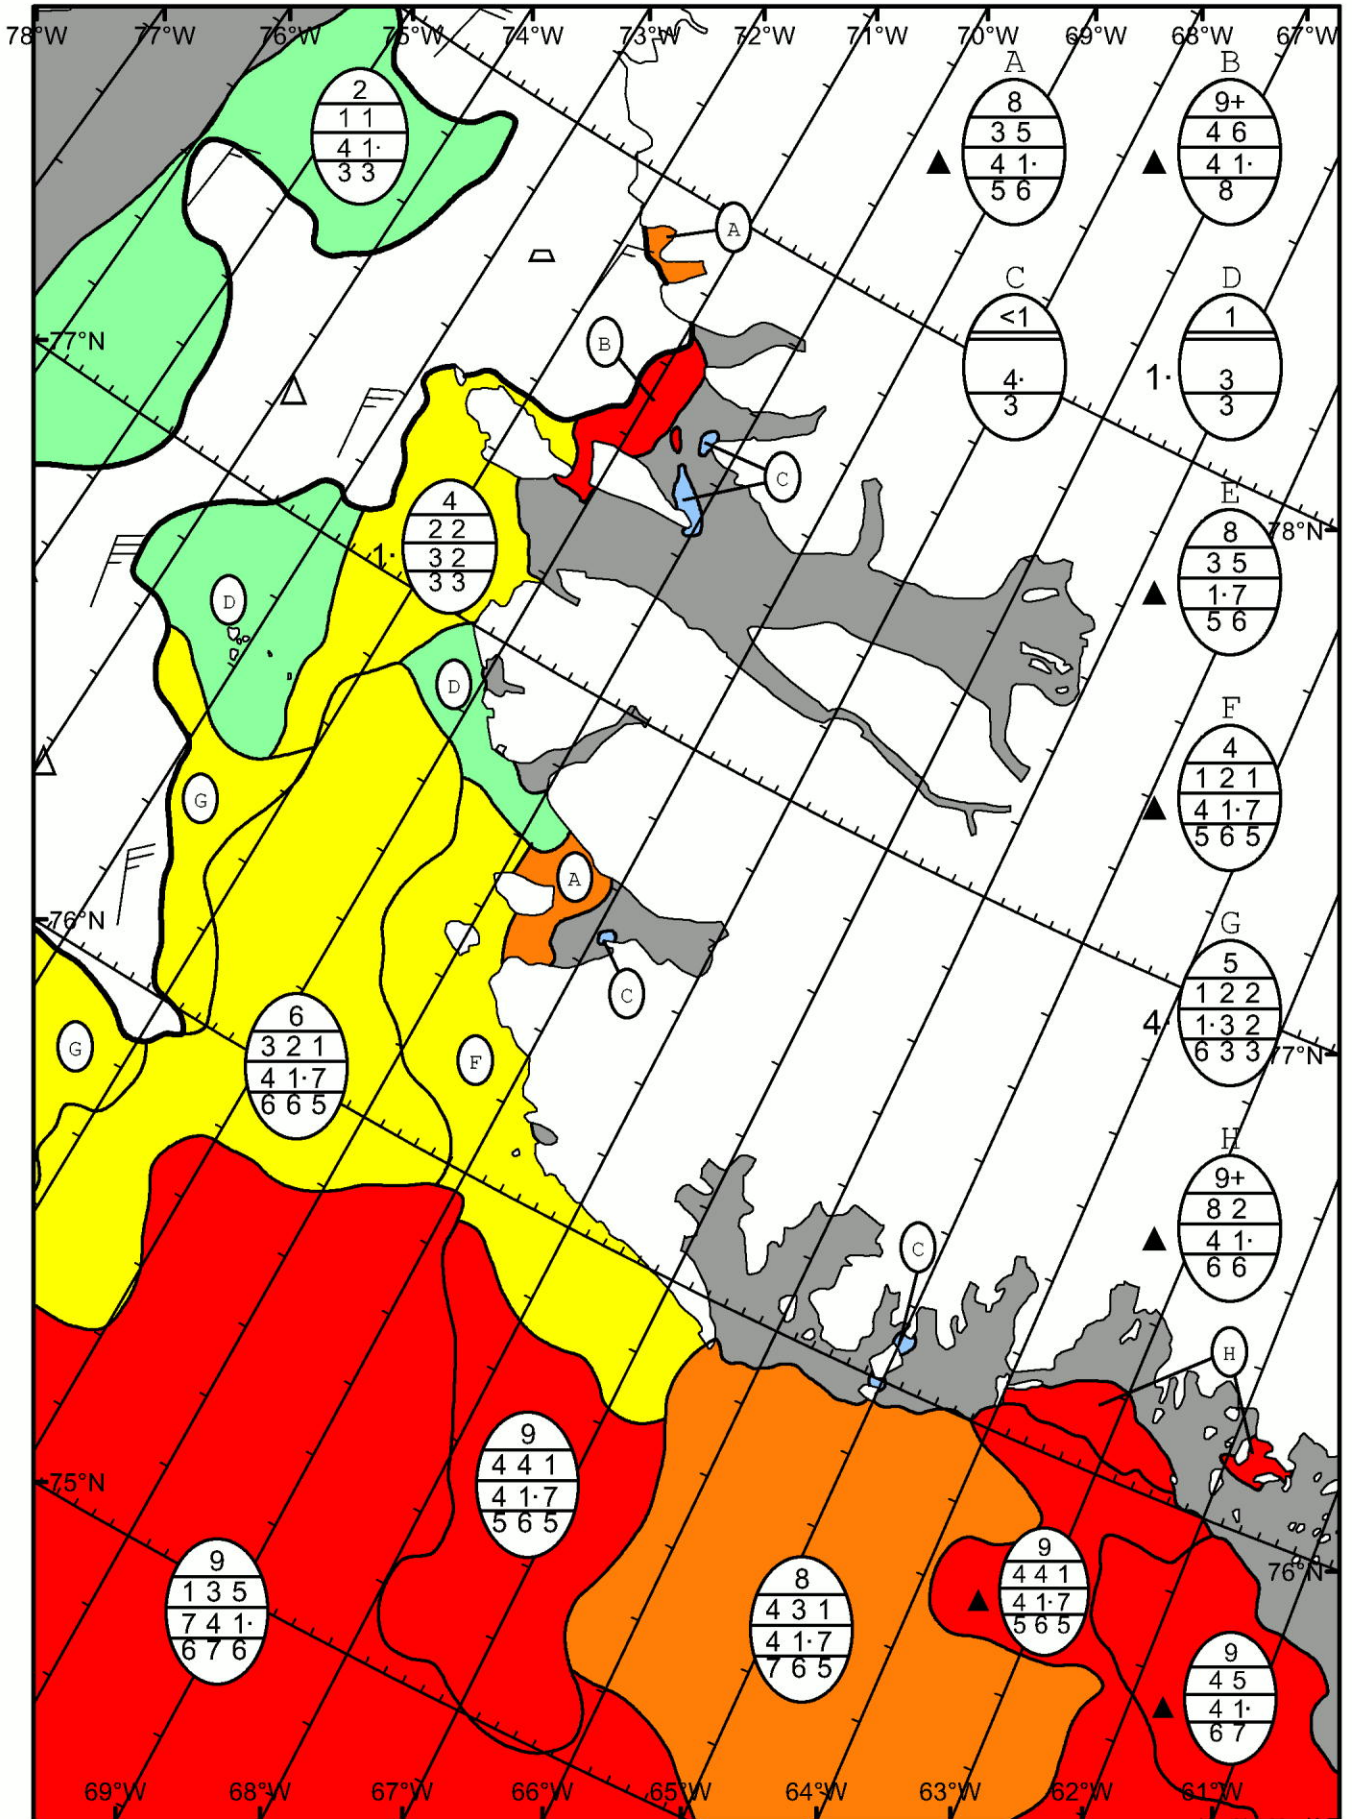 78°W 77°W 76°W 75°W 74°W 73°W 72°W 71°W 70°W 69°W 68°W 67°W
A B
2
1 1
4 1·
3 3
8
3 5
4 1·
5 6
9+
4 6
4 1·
8
A
C D
<1
4·
3
1
1· 3
3
77°N
B
C
E
4
2 2
1· 3 2
3 3
8
3 5
1· 7
5 6
78°N
D
D
F
4
1 2 1
4 1· 7
5 6 5
G
A
76°N
C
G
5
1 2 2
4· 1· 3 2
6 3 3
77°N
G
6
3 2 1
4 1· 7
6 6 5
F
H
9+
8 2
4 1·
6 6
C
H
75°N
9
4 4 1
4 1· 7
5 6 5
9
1 3 5
7 4 1·
6 7 6
8
4 3 1
4 1· 7
7 6 5
9
4 4 1
4 1· 7
5 6 5
76°N
9
4 5
4 1·
6 7
69°W 68°W 67°W 66°W 65°W 64°W 63°W 62°W 61°W